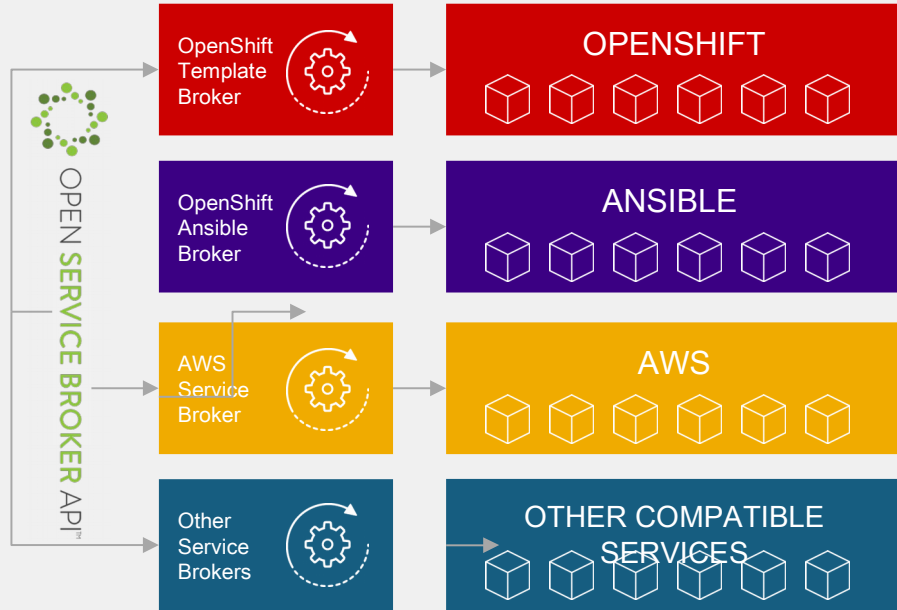 OPEN SERVICE BROKER API™
OpenShift
Template
Broker
OPENSHIFT
OpenShift
Ansible
Broker
ANSIBLE
AWS
Service
Broker
AWS
Other
Service
Brokers
OTHER COMPATIBLE
SERVICES